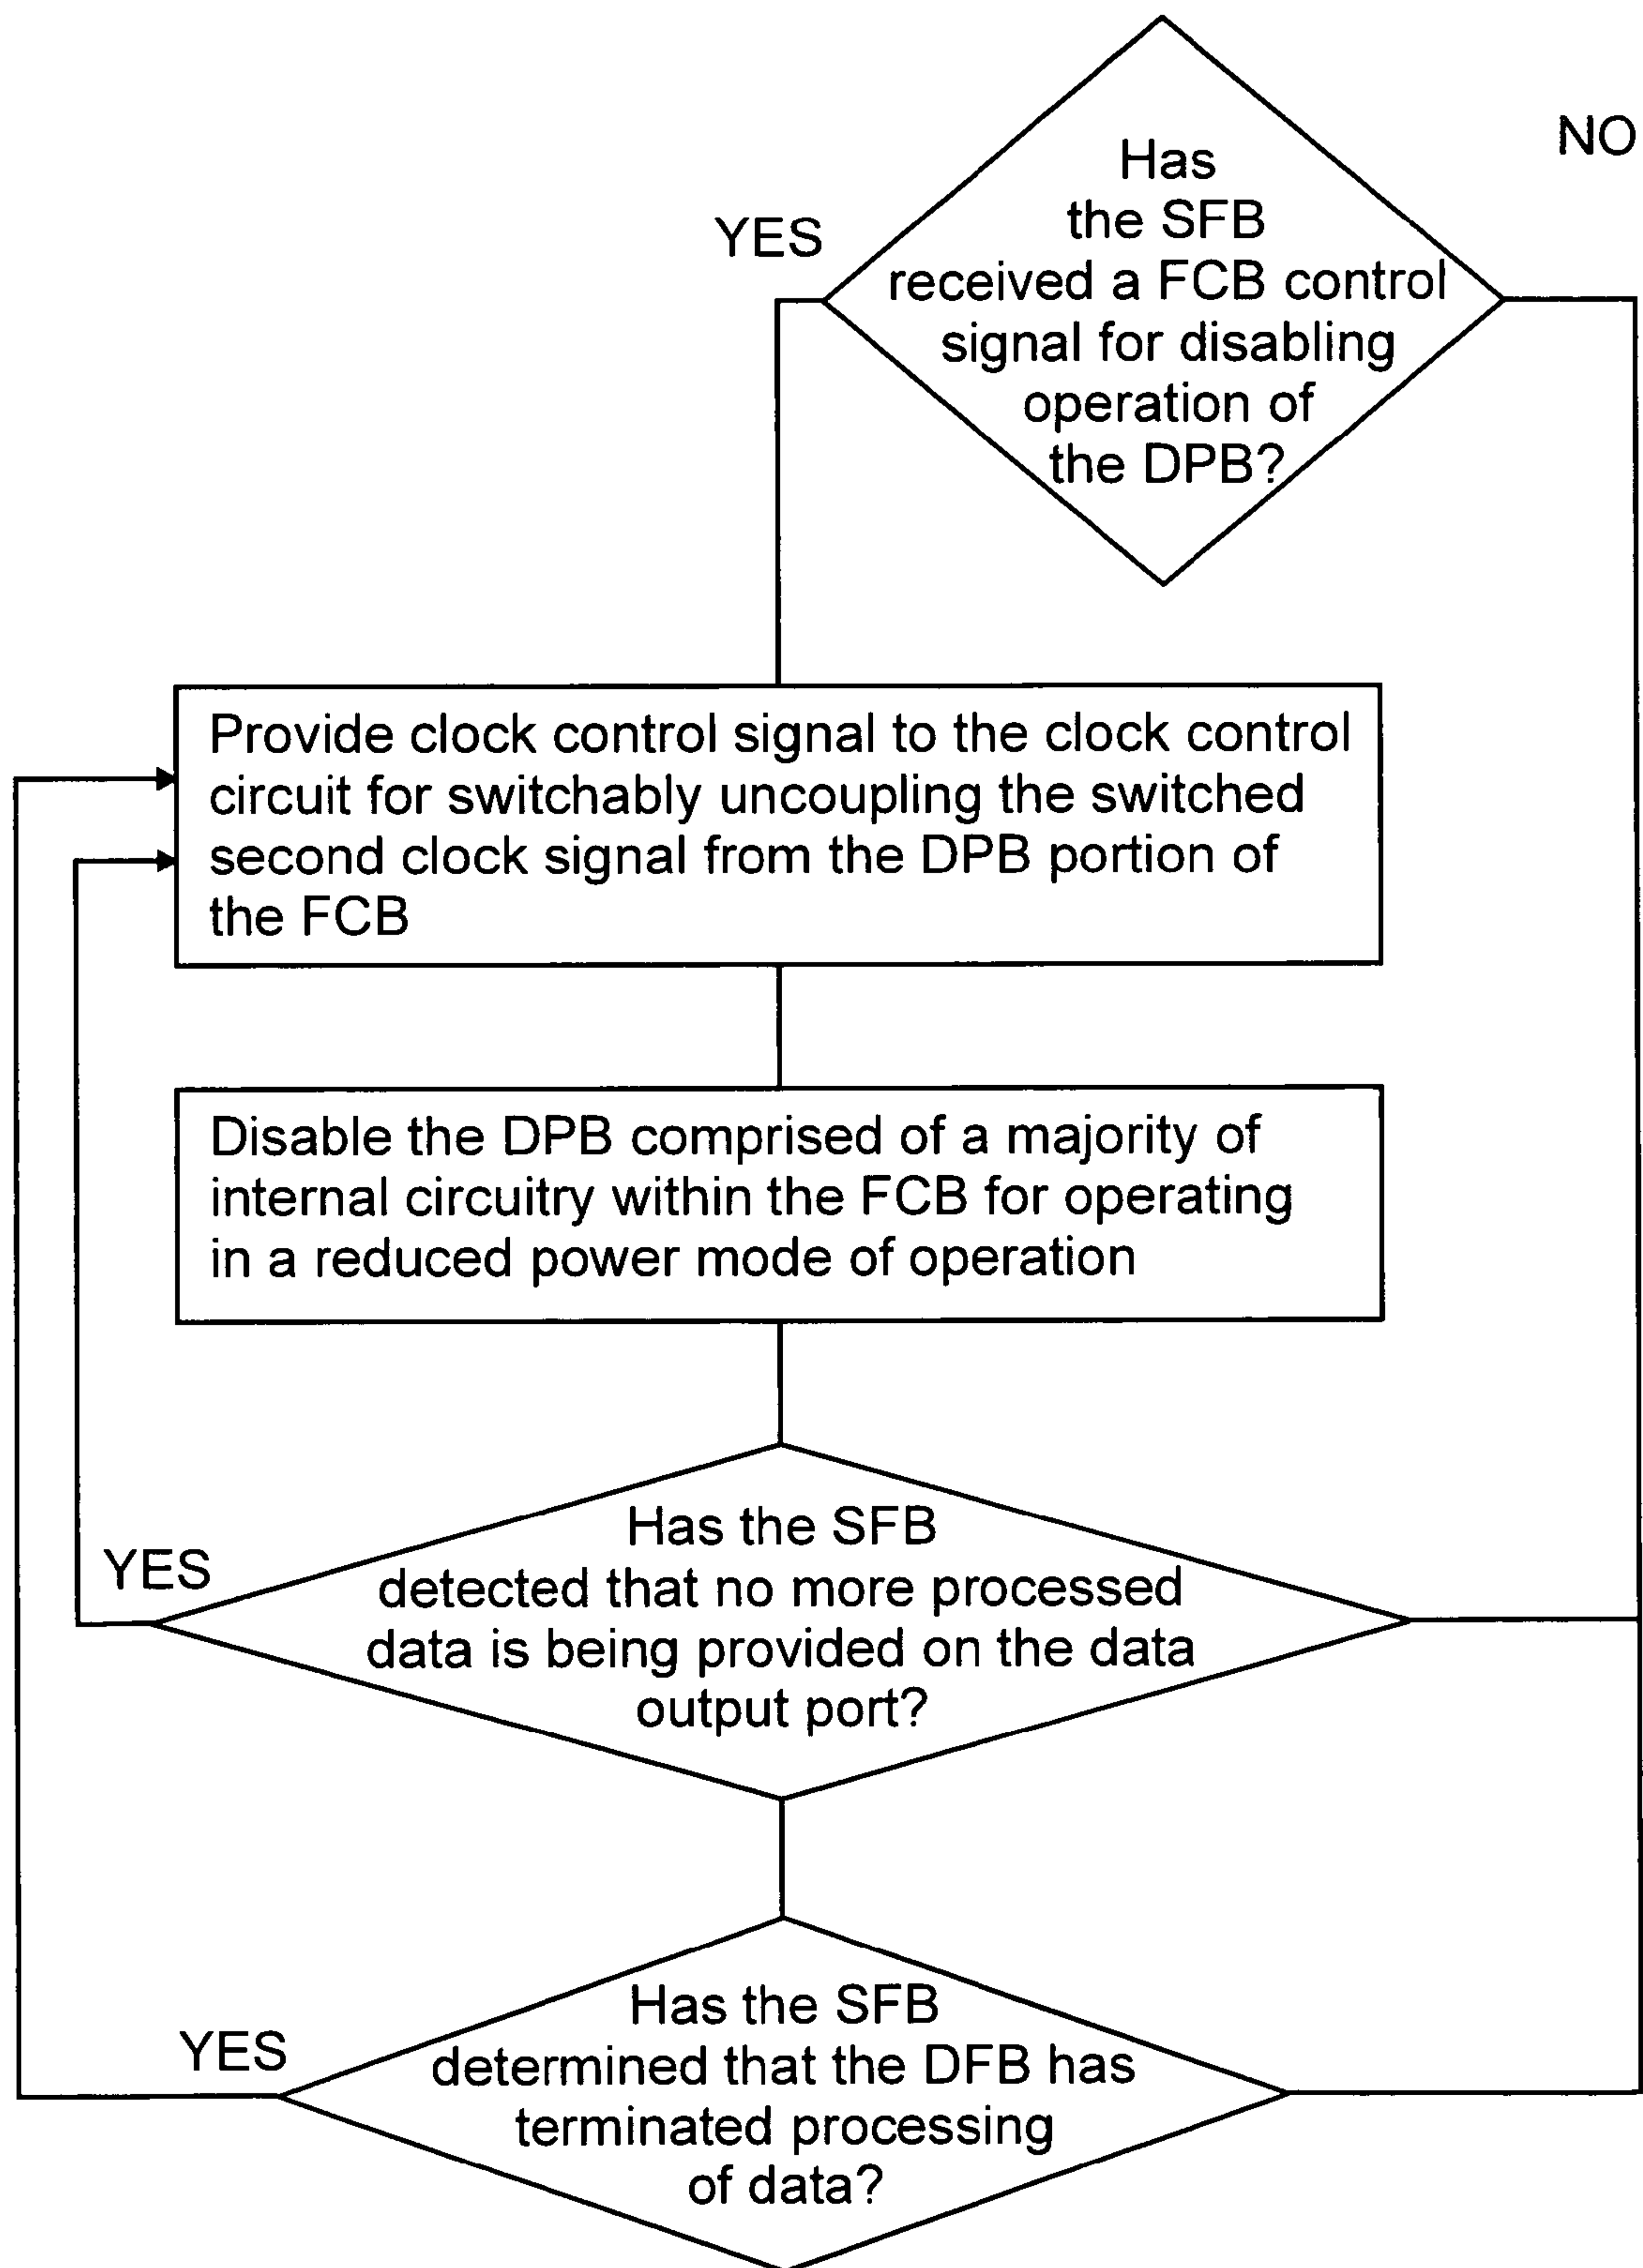 NO
YES
Has
the SFB
received a FCB control
signal for disabling
operation of
the DPB?
Provide clock control signal to the clock control
circuit for switchably uncoupling the switched
second clock signal from the DPB portion of
the FCB
Disable the DPB comprised of a majority of
internal circuitry within the FCB for operating
in a reduced power mode of operation
YES
Has the SFB
detected that no more processed
data is being provided on the data
output port?
YES
Has the SFB
determined that the DFB has
terminated processing
of data?